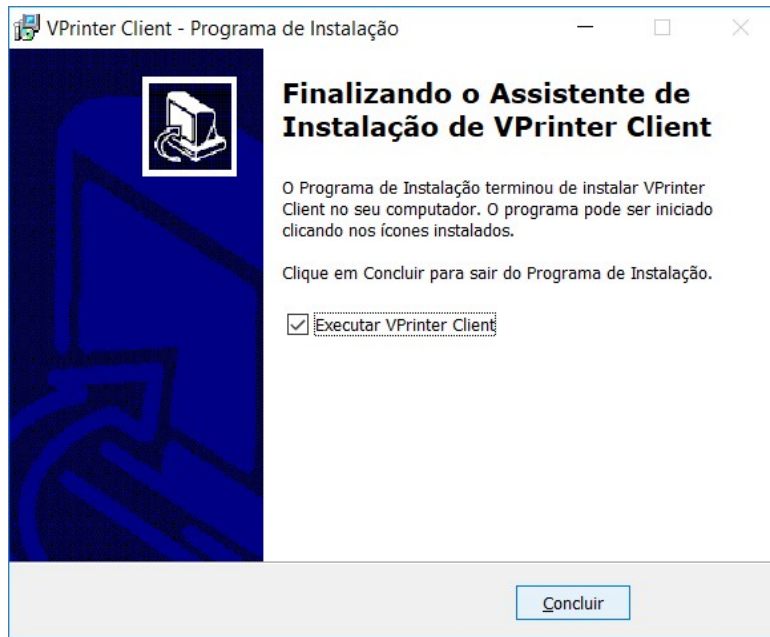 VPrinter Client - Programa de Instalação
Finalizando o Assistente de
Instalação de VPrinter Client
O Programa de Instalação terminou de instalar VPrinter
Client no seu computador. O programa pode ser iniciado
clicando nos ícones instalados.
Clique em Concluir para sair do Programa de Instalação.
Executar VPrinter Client
Concluir